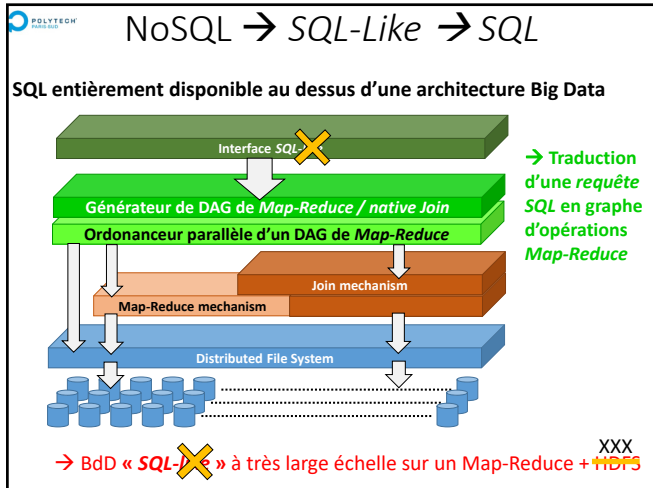 POLYTECH'
PARIS-SUD
NoSQL → SQL-Like → SQL
SQL entièrement disponible au dessus d'une architecture Big Data
Interface SQL-
→ Traduction
d'une requête
SQL en graphe
d'opérations
Map-Reduce
Générateur de DAG de Map-Reduce / native Join
Ordonanceur parallèle d'un DAG de Map-Reduce
Join mechanism
Map-Reduce mechanism
Distributed File System
XXX
→ BdD « SQL-like » à très large échelle sur un Map-Reduce + HDFS